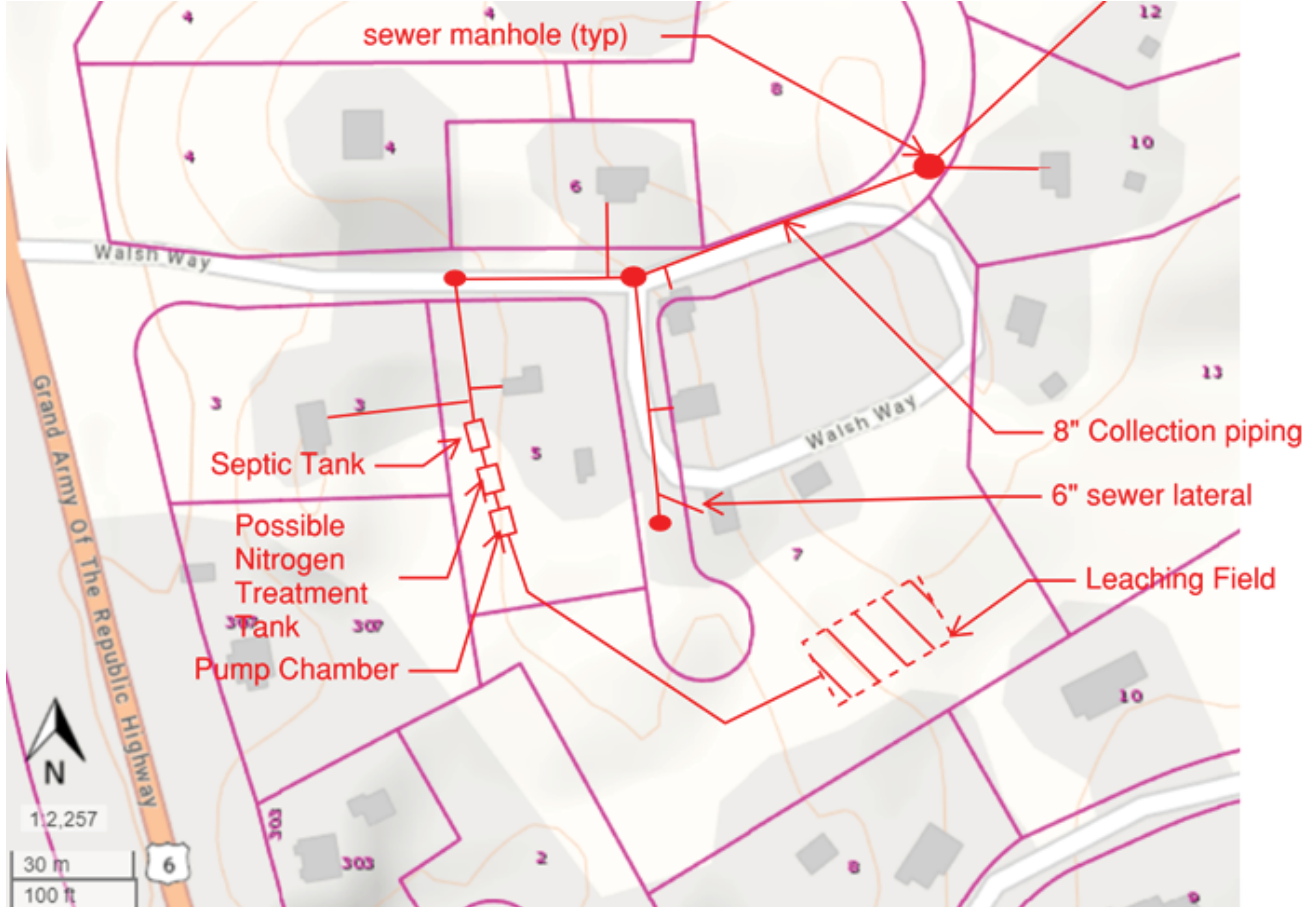 4
4
12
sewer manhole (typ)
8
4
4
6
10
Walsh Way
3
3
5
13
Walsh Way
8" Collection piping
Septic Tank
6" sewer lateral
Possible
Nitrogen
Treatment
Tank
307
307
7
Leaching Field
Pump Chamber
10
Grand Army Of The Republic Highway
N
1:2,257
303
303
2
8
9
6
30 m
100 ft